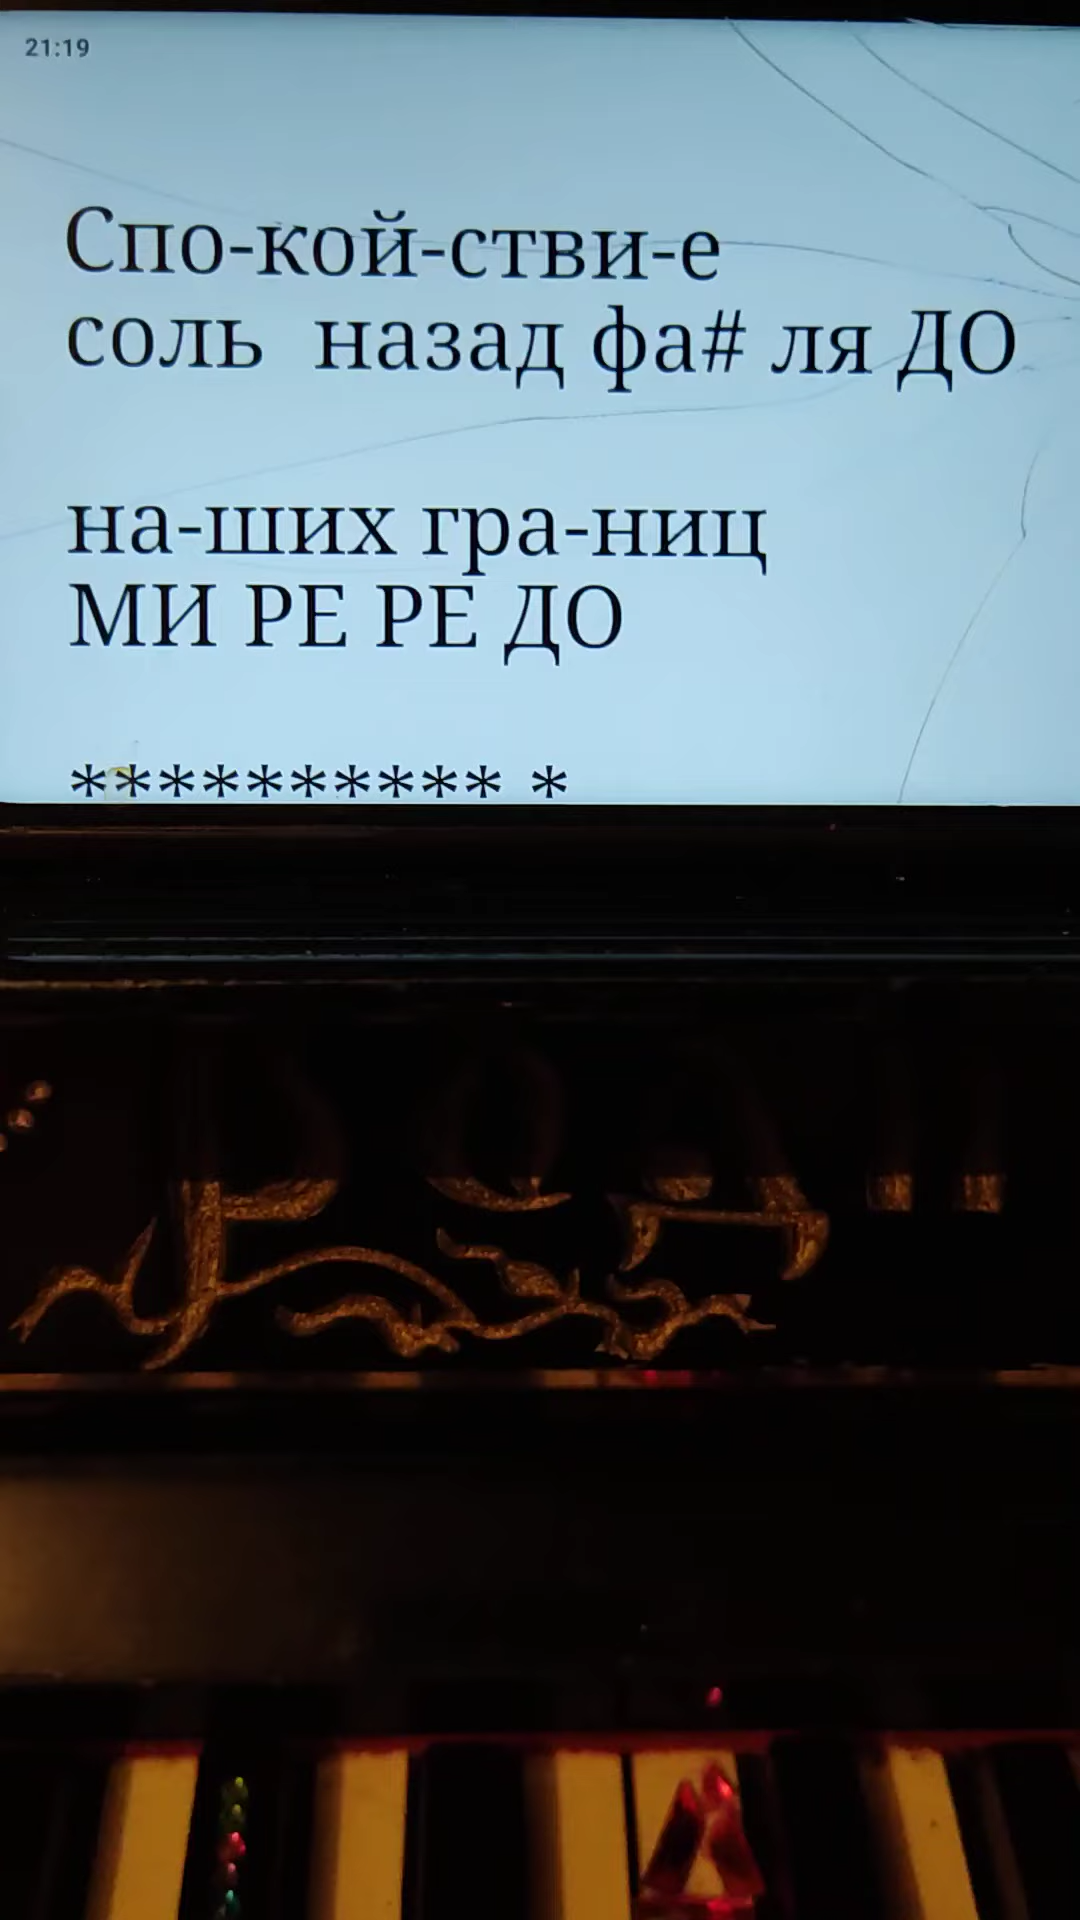 21:19
Спо-кой-стви-е
соль назад фа# ля ДО
на-ших гра-ниц
МИ РЕ РЕ ДО
********** *